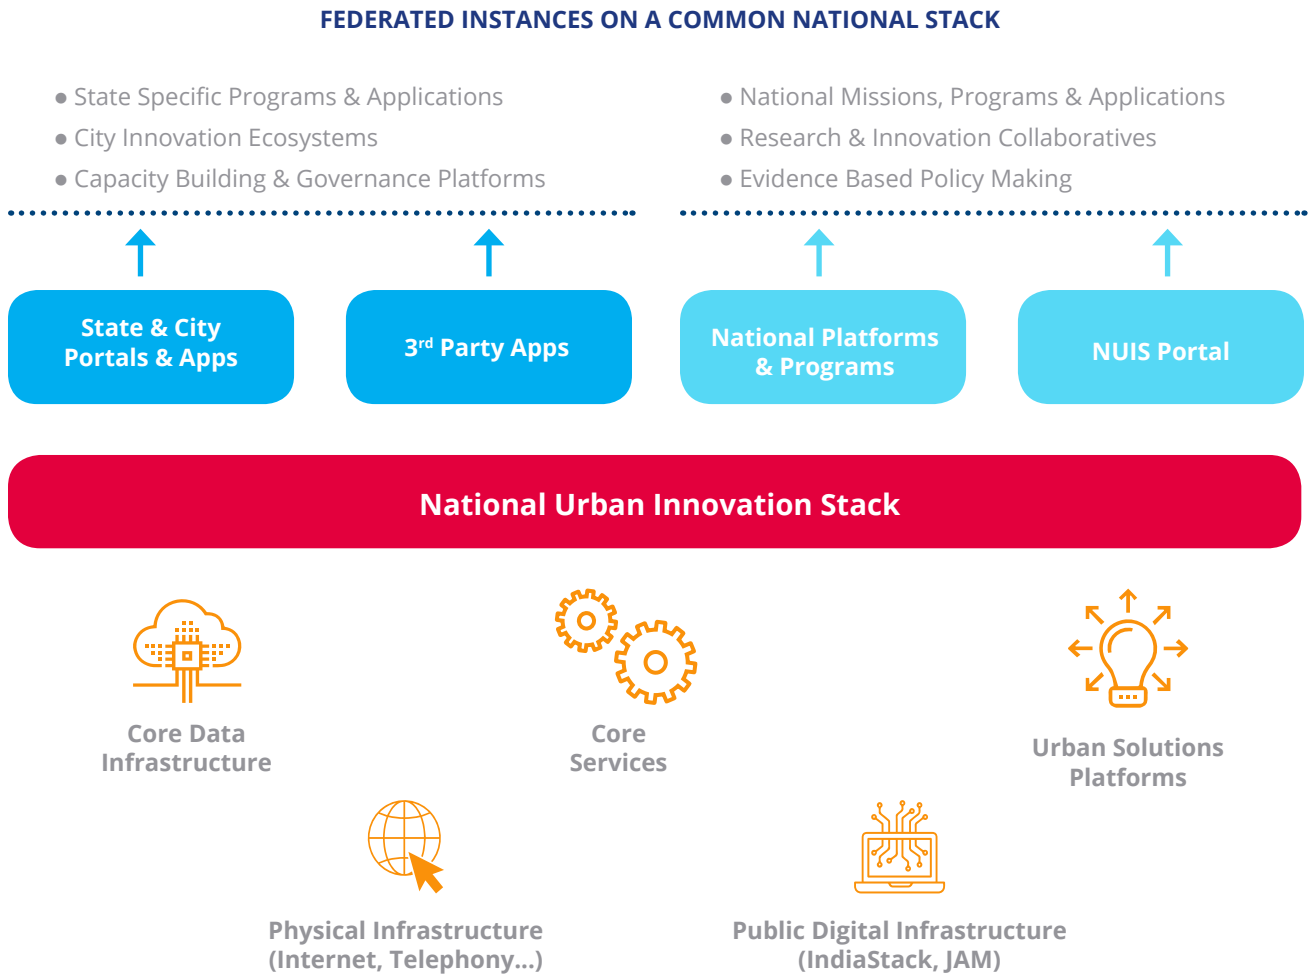 FEDERATED INSTANCES ON A COMMON NATIONAL STACK
● State Specific Programs & Applications
● City Innovation Ecosystems
● Capacity Building & Governance Platforms
● National Missions, Programs & Applications
● Research & Innovation Collaboratives
● Evidence Based Policy Making
State & City
Portals & Apps
3rd Party Apps
National Platforms
& Programs
NUIS Portal
National Urban Innovation Stack
Core Data
Infrastructure
Core
Services
Urban Solutions
Platforms
Physical Infrastructure
(Internet, Telephony...)
Public Digital Infrastructure
(IndiaStack, JAM)